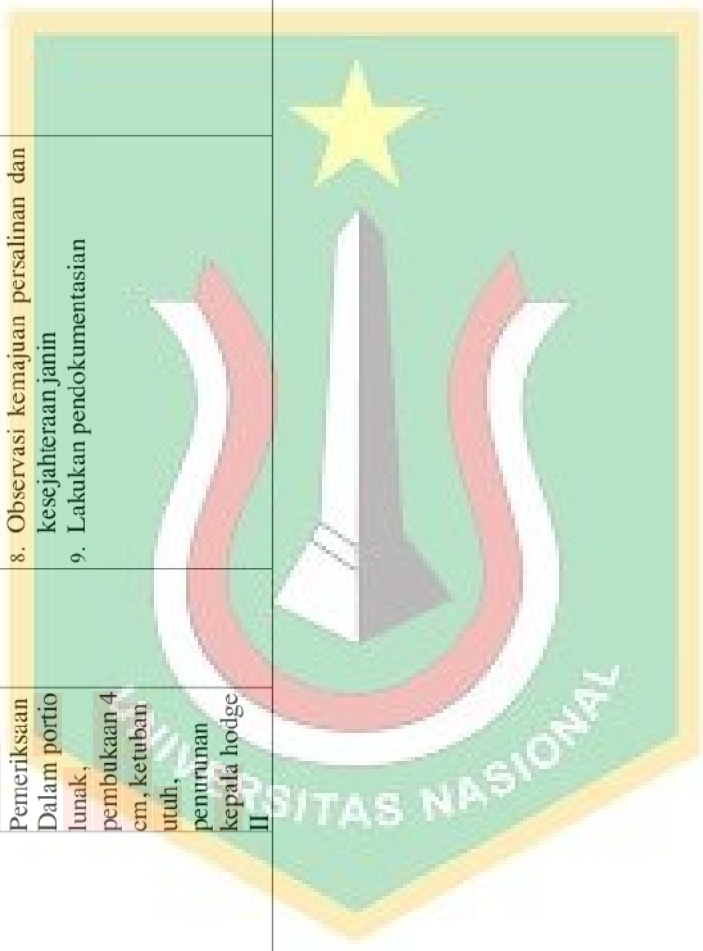 Pemeriksaan
Dalam portio
lunak,
pembukaan 4
cm, ketuban
utuh,
penurunan
kepala hodge
II
8. Observasi kemajuan persalinan dan
kesejahteraan janin
9. Lakukan pendokumentasian
UNIVERSITAS NASIONAL